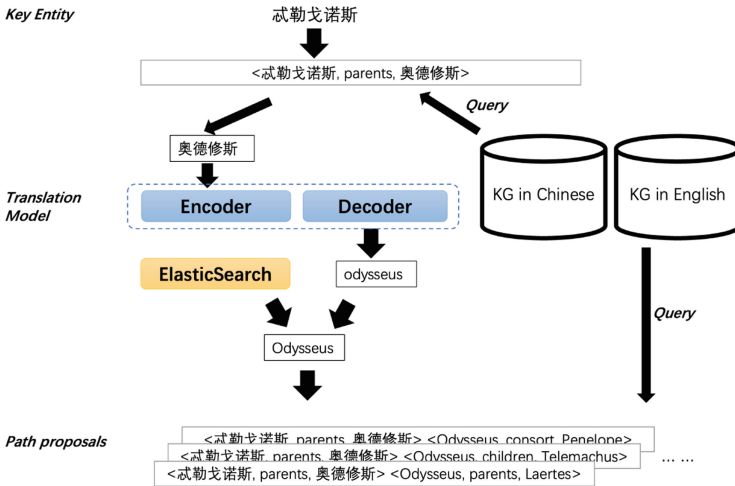 Key Entity
忒勒戈诺斯
<忒勒戈诺斯, parents, 奥德修斯>
Query
奥德修斯
Translation Model
Encoder
Decoder
KG in Chinese
KG in English
ElasticSearch
odysseus
Query
Odysseus
Path proposals
<忒勒戈诺斯, parents, 奥德修斯> <Odysseus, consort, Penelope>
<忒勒戈诺斯, parents, 奥德修斯> <Odysseus, children, Telemachus>
... ...
<忒勒戈诺斯, parents, 奥德修斯> <Odysseus, parents, Laertes>